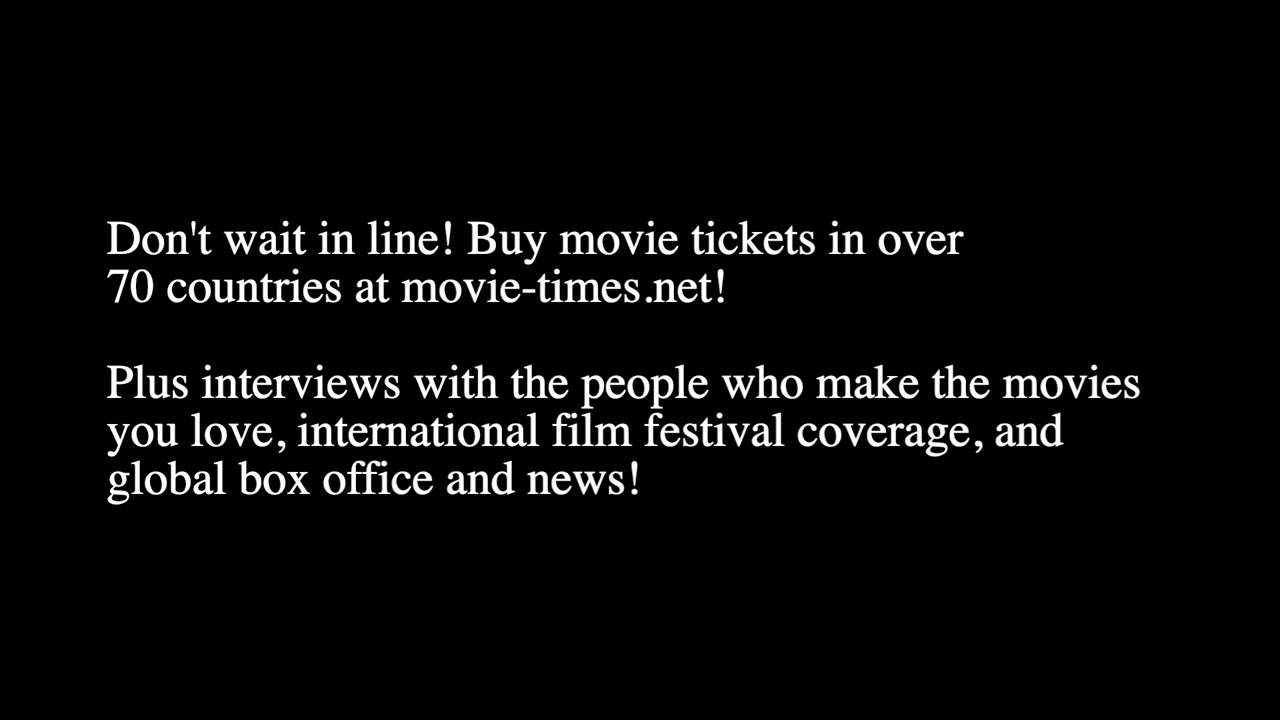 Don't wait in line! Buy movie tickets in over
70 countries at movie-times.net!
Plus interviews with the people who make the movies
you love, international film festival coverage, and
global box office and news!